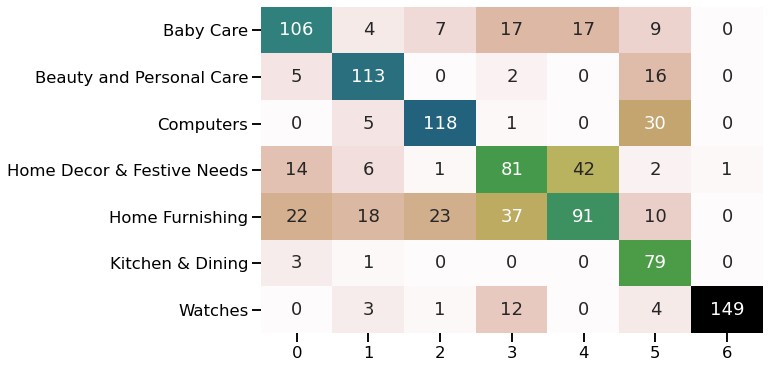 Baby Care 106 4 7 17 17 9 0
Beauty and Personal Care 5 113 0 2 0 16 0
Computers 0 5 118 1 0 30 0
Home Decor & Festive Needs 14 6 1 81 42 2 1
Home Furnishing 22 18 23 37 91 10 0
Kitchen & Dining 3 1 0 0 0 79 0
Watches 0 3 1 12 0 4 149
0 1 2 3 4 5 6